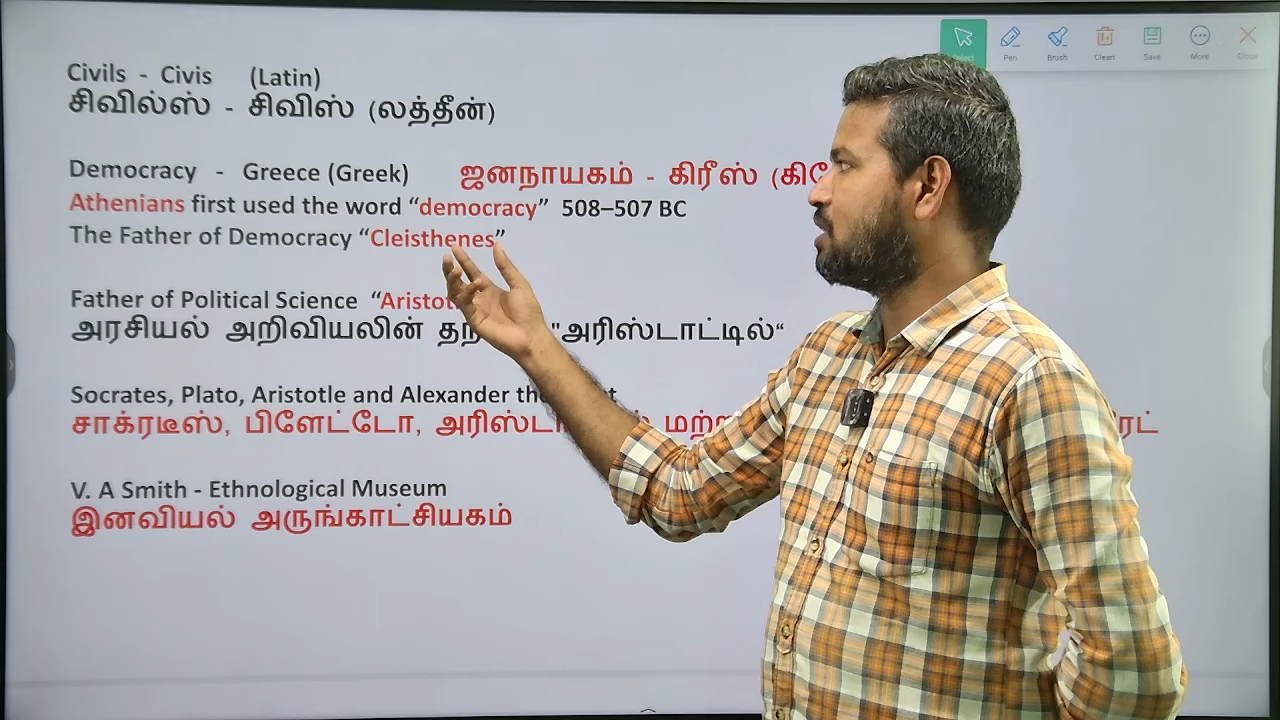 Select Pen Brush Clean Save More Close
Civils - Civis (Latin)
சிவில்ஸ் - சிவிஸ் (லத்தீன்)
Democracy - Greece (Greek) ஜனநாயகம் - கிரீஸ்
Athenians first used the word “democracy” 508–507 BC
The Father of Democracy “Cleisthenes”
Father of Political Science
அரசியல் அறிவியலின் "அரிஸ்டாட்டில்“
Socrates, Plato, Aristotle and Alexander
சாக்ரடீஸ், பிளேட்டோ,
V. A Smith - Ethnological Museum
இனவியல் அருங்காட்சியகம்